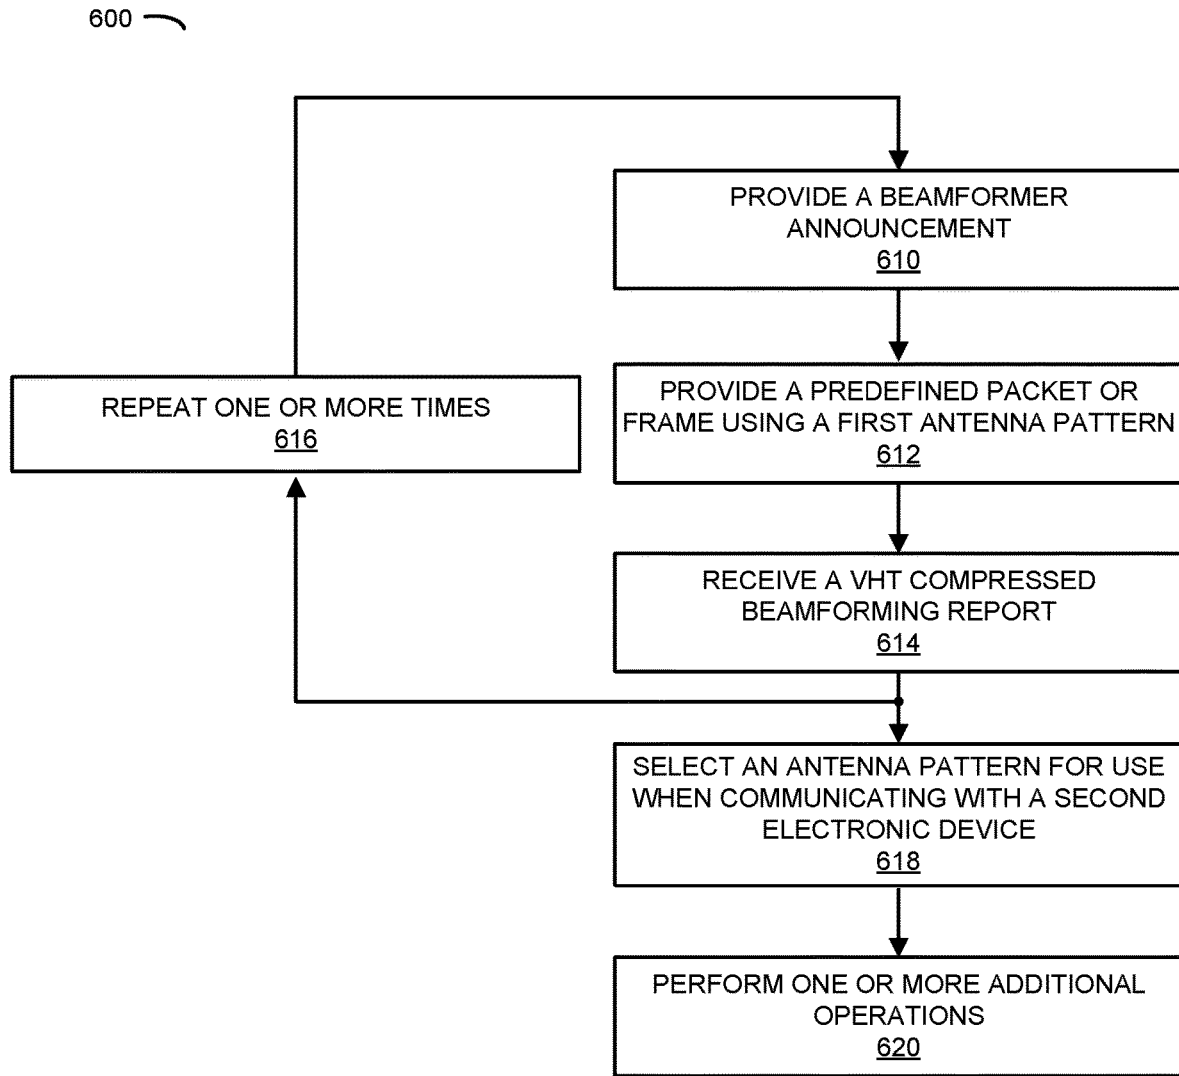 600
PROVIDE A BEAMFORMER
ANNOUNCEMENT
610
PROVIDE A PREDEFINED PACKET OR
FRAME USING A FIRST ANTENNA PATTERN
612
REPEAT ONE OR MORE TIMES
616
RECEIVE A VHT COMPRESSED
BEAMFORMING REPORT
614
SELECT AN ANTENNA PATTERN FOR USE
WHEN COMMUNICATING WITH A SECOND
ELECTRONIC DEVICE
618
PERFORM ONE OR MORE ADDITIONAL
OPERATIONS
620